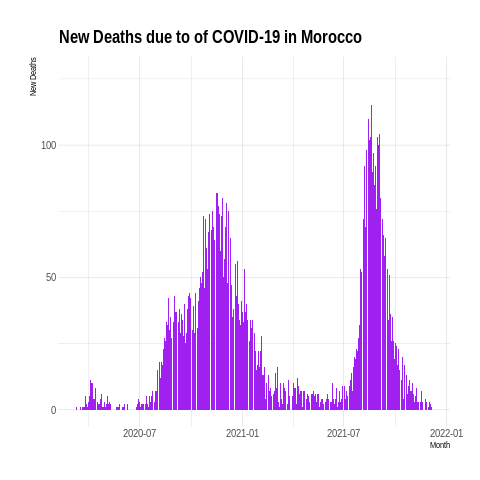 New Deaths due to of COVID-19 in Morocco
New Deaths
100
50
0
2020-07 2021-01 2021-07 2022-01
Month